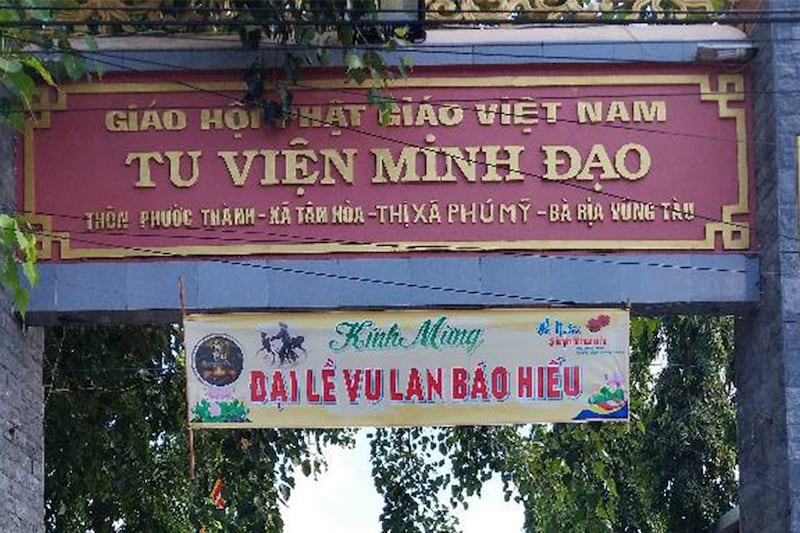 GIÁO HỘI PHẬT GIÁO VIỆT NAM
TU VIỆN MINH ĐẠO
THÔN PHƯỚC THÀNH - XÃ TÂN HÒA - THỊ XÃ PHÚ MỸ - BÀ RỊA VŨNG TÀU
Kính Mừng
ĐẠI LỄ VU LAN BÁO HIẾU